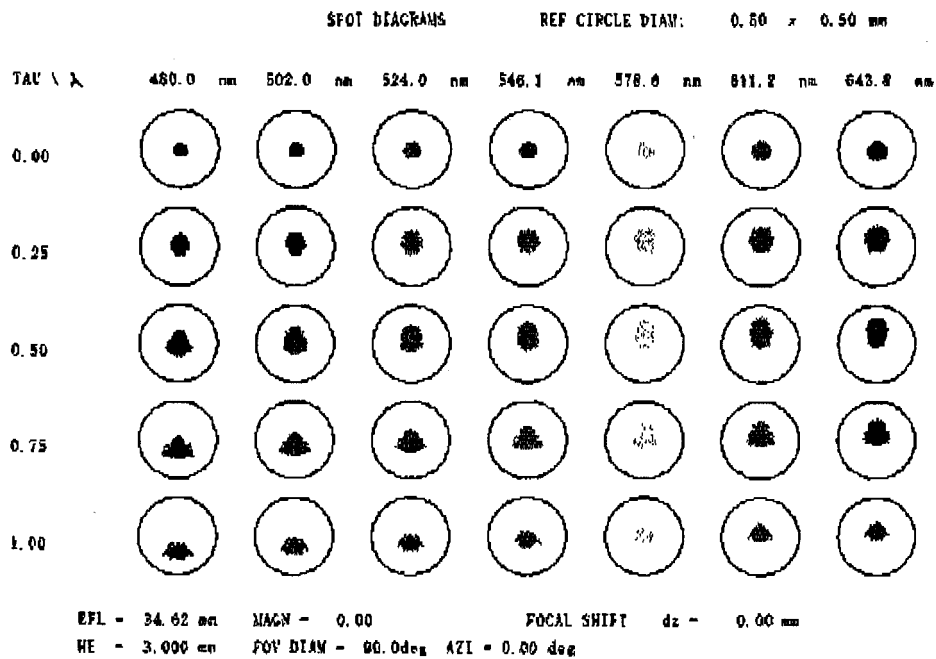 SPOT DIAGRAMS REF CIRCLE DIAM: 0.50 x 0.50 mm
TAU \ λ 480.0 nm 502.0 nm 524.0 nm 546.1 nm 578.6 nm 611.2 nm 643.8 nm
0.00
0.25
0.50
0.75
1.00
EFL = 34.62 mm MAGN = 0.00 FOCAL SHIFT dz = 0.00 mm
HE = 3.000 mm FOV DIAM = 90.0deg AZI = 0.00 deg